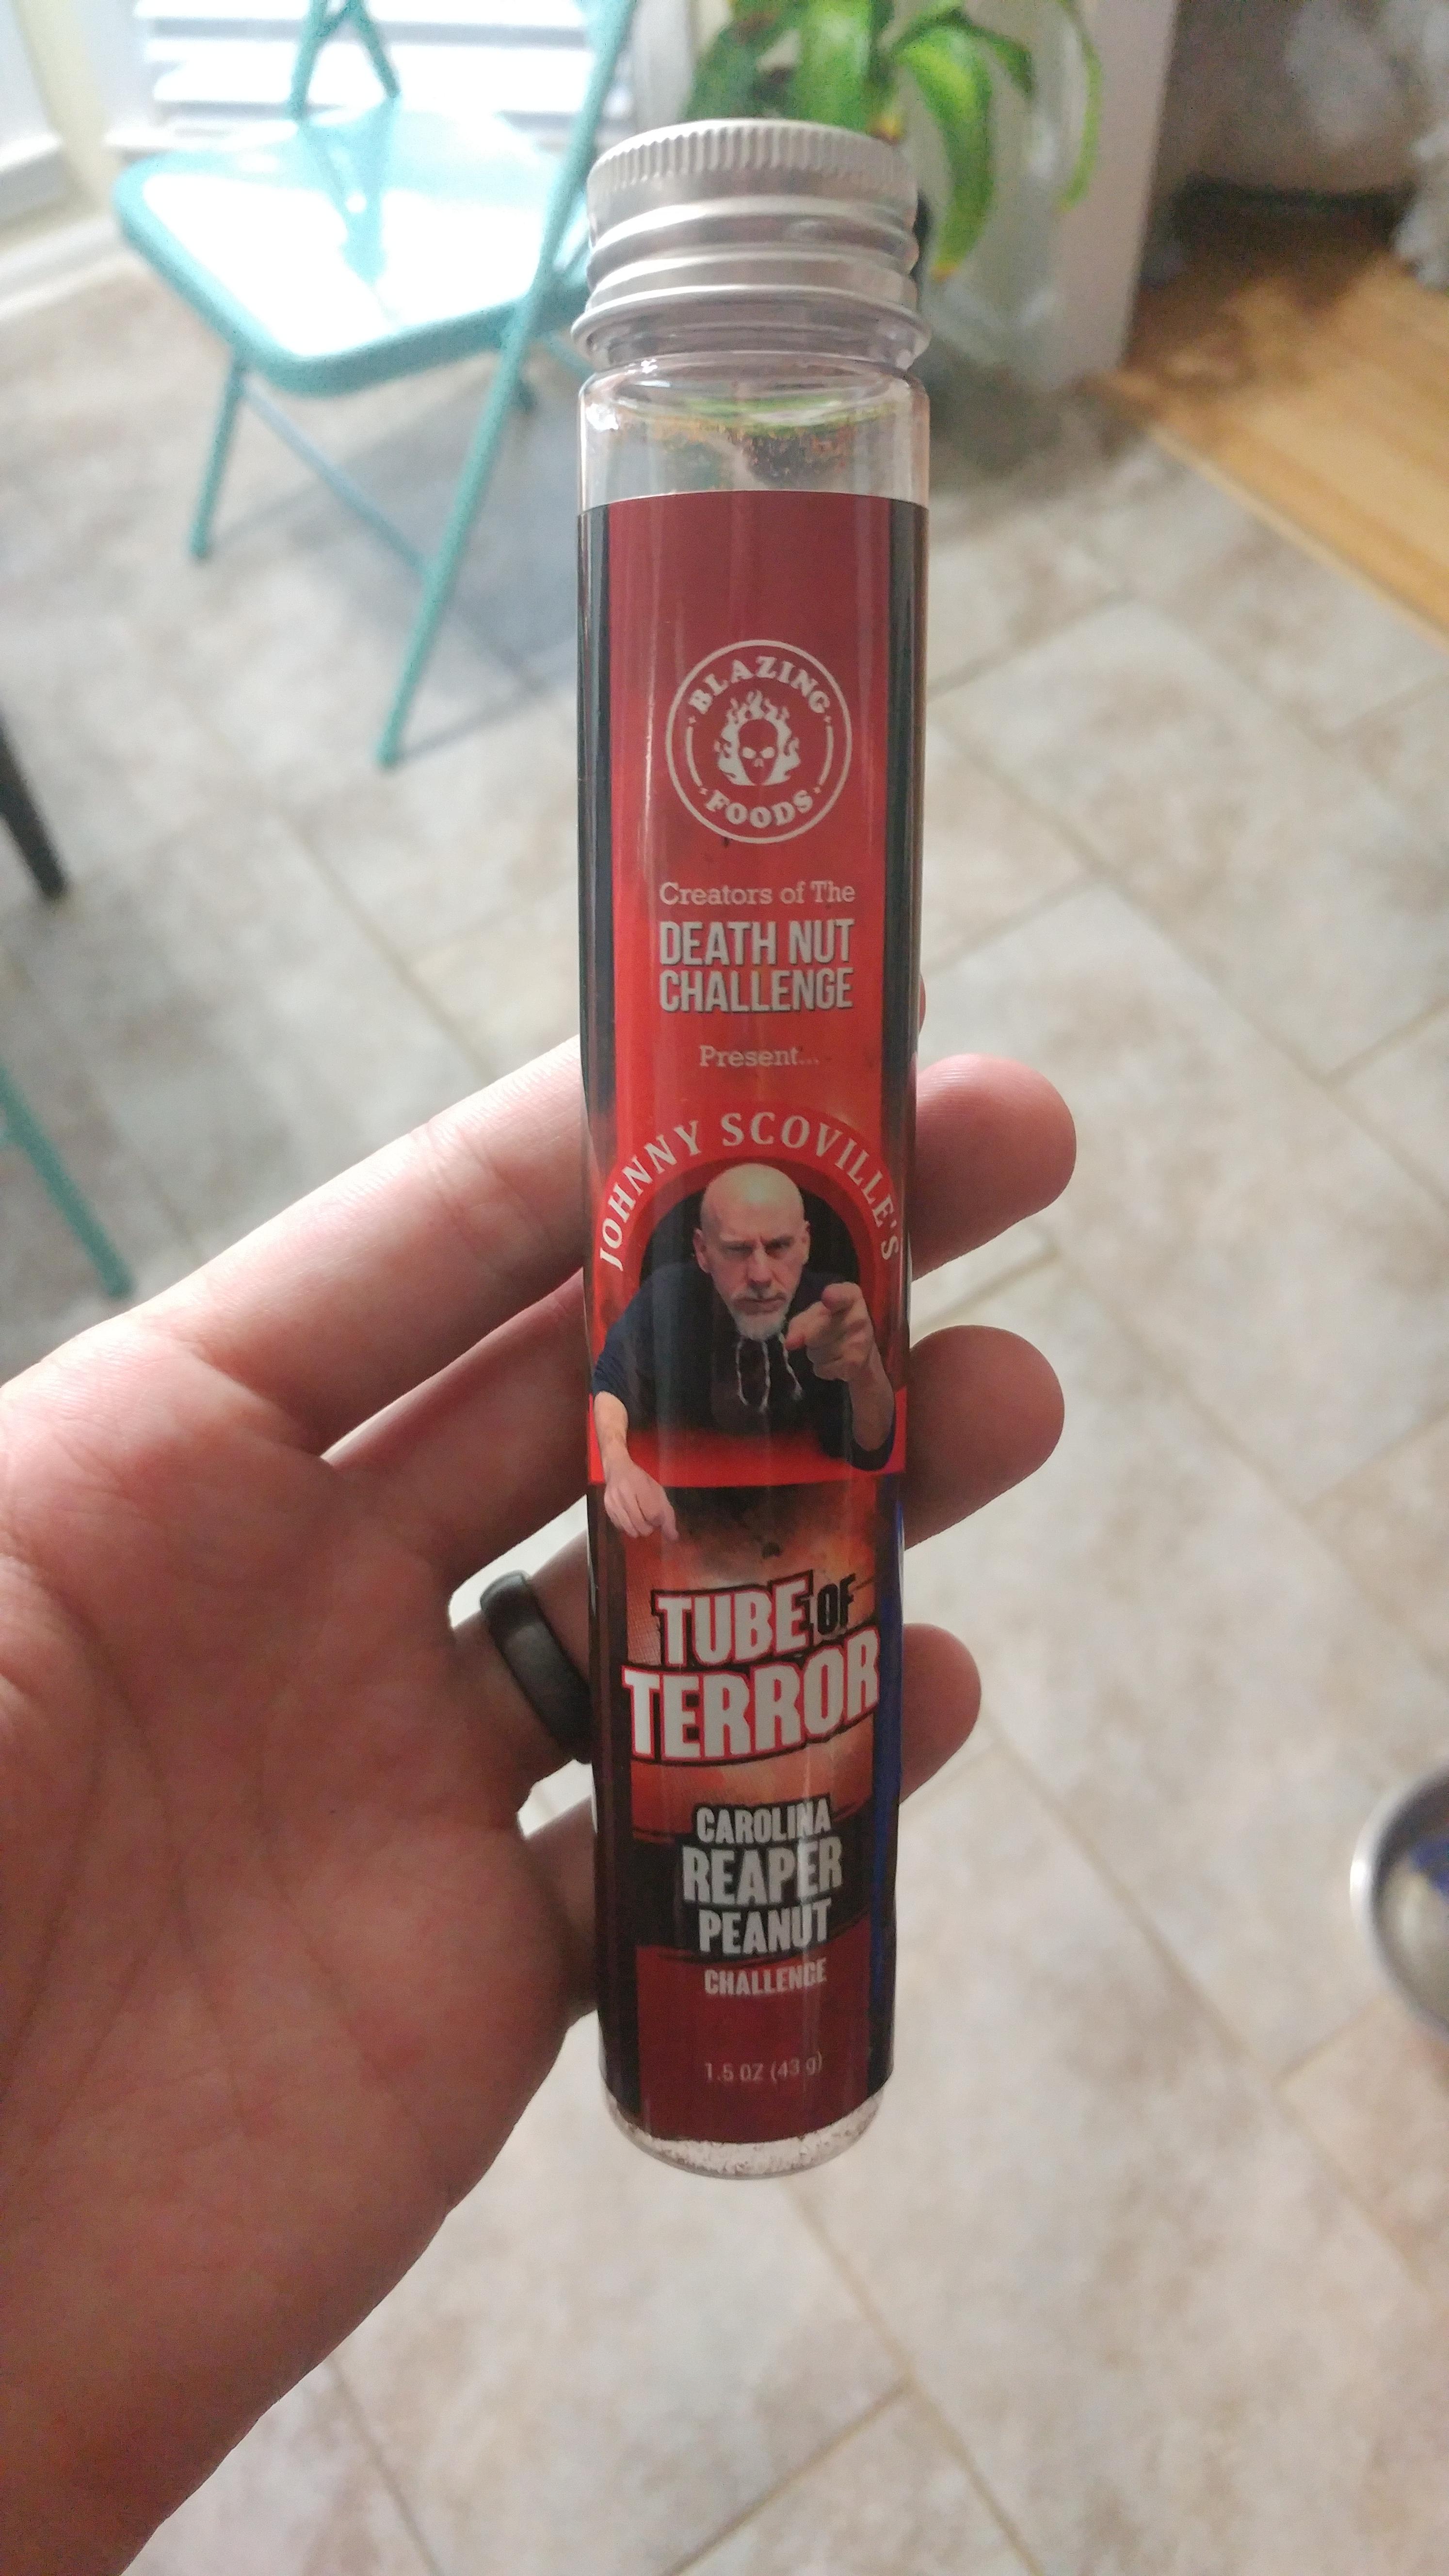 BLAZING
FOODS
Creators of The
DEATH NUT
CHALLENGE
Present...
JOHNNY SCOVILLE'S
TUBE OF
TERROR
CAROLINA
REAPER
PEANUT
CHALLENGE
1.5 OZ (43 g)